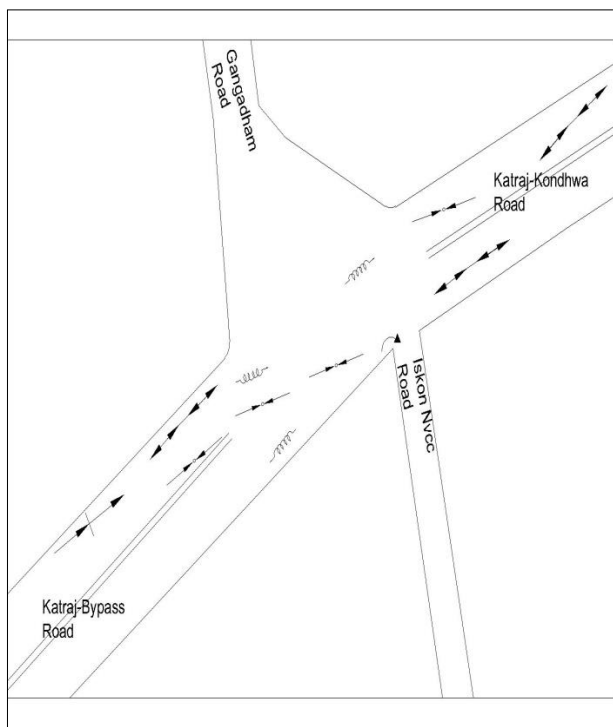 Gangadham
Road
Katraj-Kondhwa
Road
Iskon Nvcc
Road
Katraj-Bypass
Road